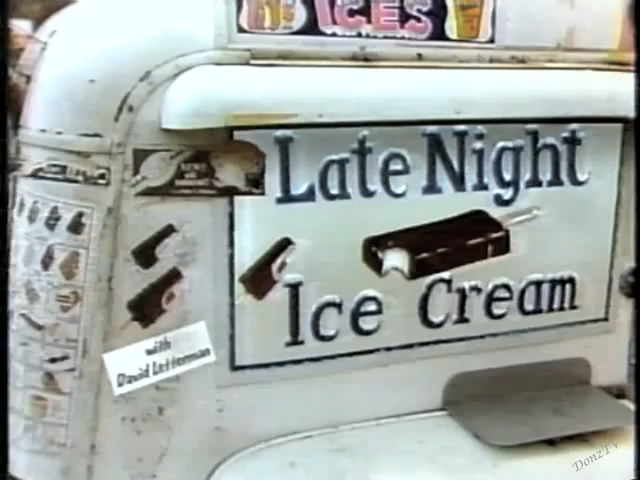 ICES
Late Night
Ice Cream
with
David Letterman
DonzTv